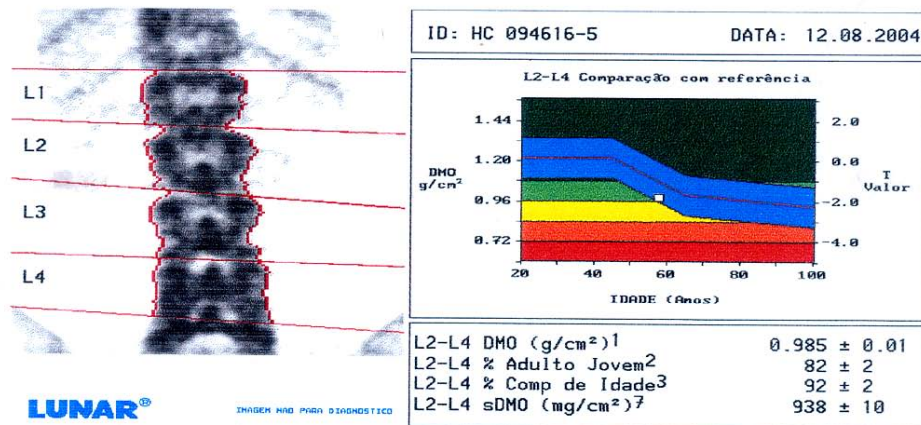 L1
L2
L3
L4
LUNAR®
IMAGEM NAO PARA DIAGNOSTICO
ID: HC 094616-5 DATA: 12.08.2004
L2-L4 Comparação com referência
1.44
1.20
0.96
0.72
DMO
g/cm²
2.0
0.0
-2.0
-4.0
T
Valor
20 40 60 80 100
IDADE (Anos)
L2-L4 DMO (g/cm²)1 0.985 ± 0.01
L2-L4 % Adulto Jovem2 82 ± 2
L2-L4 % Comp de Idade3 92 ± 2
L2-L4 sDMO (mg/cm²)7 938 ± 10